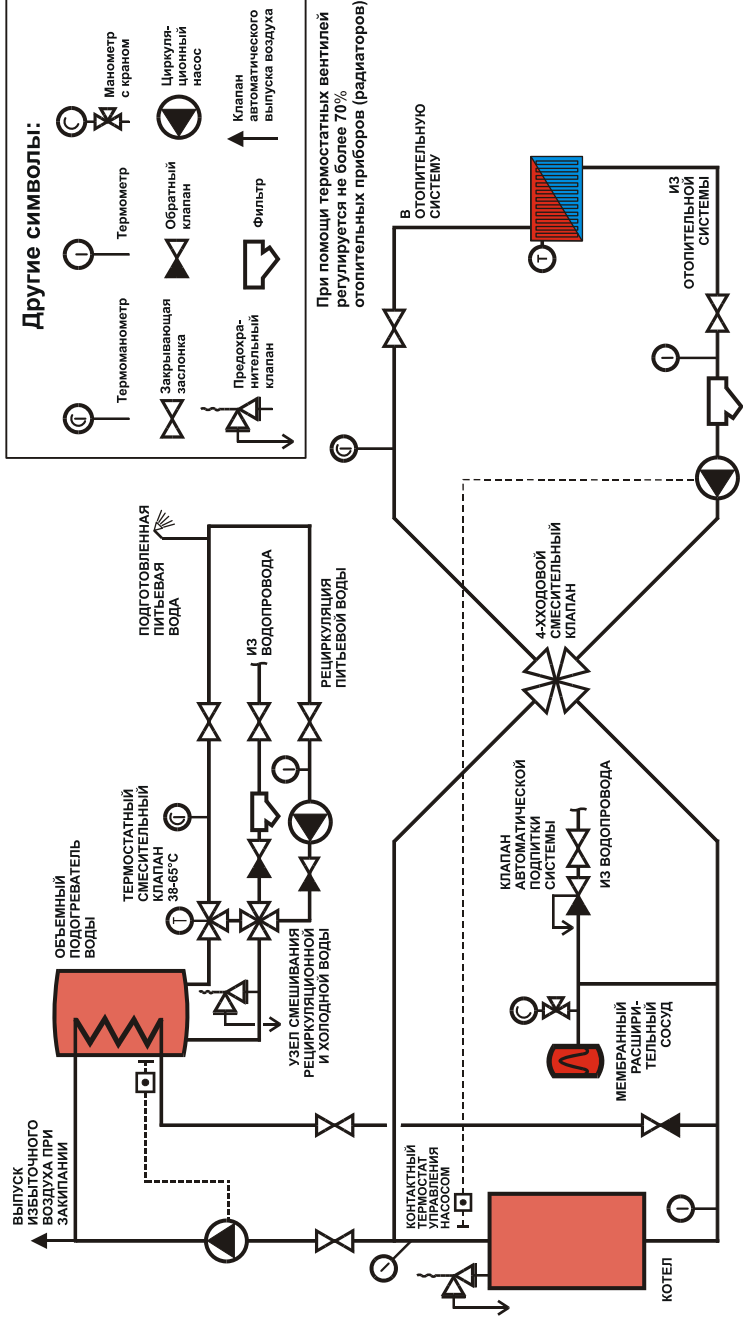 ВЫПУСК
ИЗБЫТОЧНОГО
ВОЗДУХА ПРИ
ЗАКИПАНИИ
ОБЪЕМНЫЙ
ПОДОГРЕВАТЕЛЬ
ВОДЫ
ТЕРМОСТАТНЫЙ
СМЕСИТЕЛЬНЫЙ
КЛАПАН
38-65°С
T
ПОДГОТОВЛЕННАЯ
ПИТЬЕВАЯ
ВОДА
ИЗ
ВОДОПРОВОДА
РЕЦИРКУЛЯЦИЯ
ПИТЬЕВОЙ ВОДЫ
УЗЕЛ СМЕШИВАНИЯ
РЕЦИРКУЛЯЦИОННОЙ
И ХОЛОДНОЙ ВОДЫ
Другие символы:
Термоманометр
Термометр
Манометр
с краном
Закрывающая
заслонка
Обратный
клапан
Циркуля-
ционный
насос
Предохра-
нительный
клапан
Фильтр
Клапан
автоматического
выпуска воздуха
При помощи термостатных вентилей
регулируется не более 70%
отопительных приборов (радиаторов)
КОНТАКТНЫЙ
ТЕРМОСТАТ
УПРАВЛЕНИЯ
НАСОСОМ
КЛАПАН
АВТОМАТИЧЕСКОЙ
ПОДПИТКИ
СИСТЕМЫ
ИЗ ВОДОПРОВОДА
МЕМБРАННЫЙ
РАСШИРИ-
ТЕЛЬНЫЙ
СОСУД
КОТЕЛ
4-ХХОДОВОЙ
СМЕСИТЕЛЬНЫЙ
КЛАПАН
В
ОТОПИТЕЛЬНУЮ
СИСТЕМУ
T
ИЗ
ОТОПИТЕЛЬНОЙ
СИСТЕМЫ